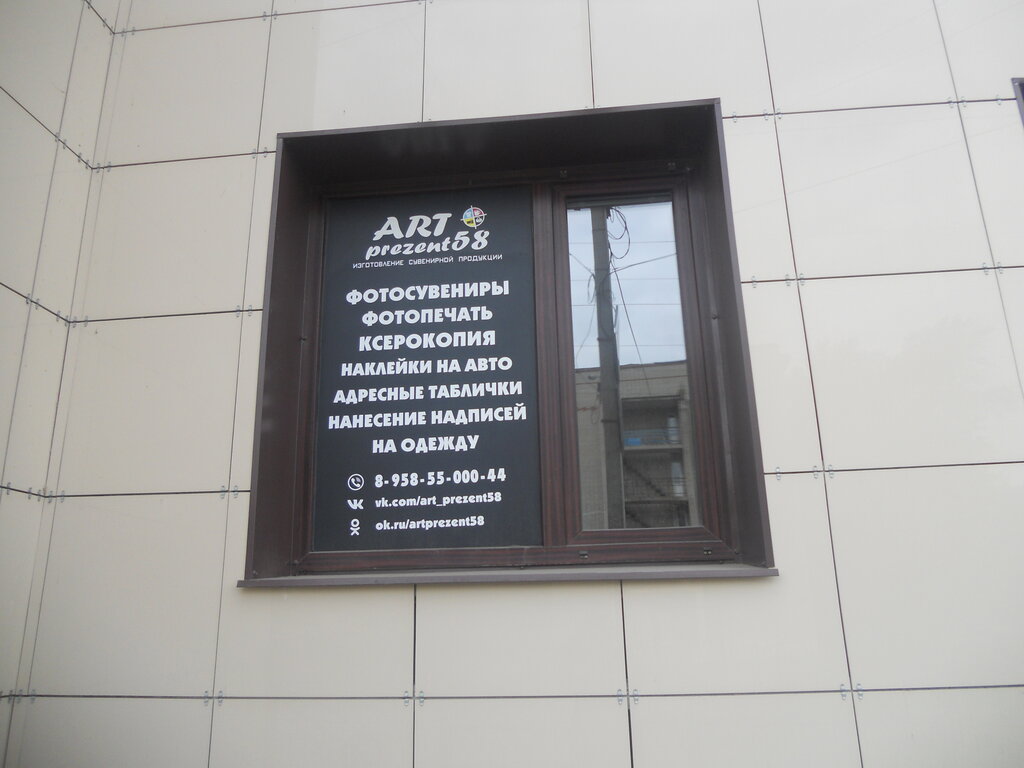 ART
prezent58
ИЗГОТОВЛЕНИЕ СУВЕНИРНОЙ ПРОДУКЦИИ
ФОТОСУВЕНИРЫ
ФОТОПЕЧАТЬ
КСЕРОКОПИЯ
НАКЛЕЙКИ НА АВТО
АДРЕСНЫЕ ТАБЛИЧКИ
НАНЕСЕНИЕ НАДПИСЕЙ
НА ОДЕЖДУ
8-958-55-000-44
vk.com/art_prezent58
ok.ru/artprezent58